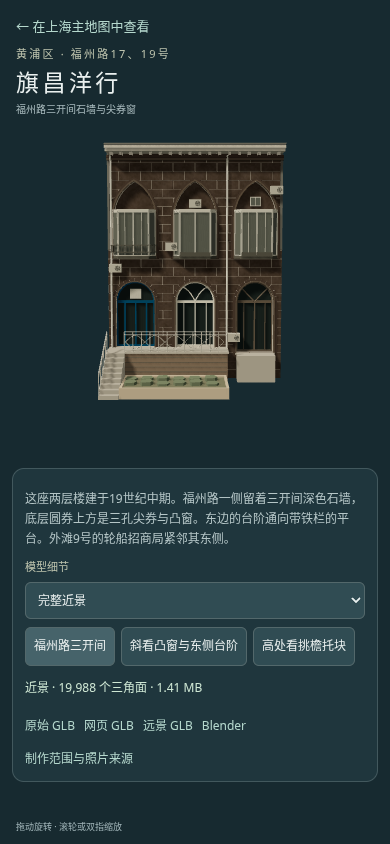 ← 在上海主地图中查看
黄浦区 · 福州路17、19号
旗昌洋行
福州路三开间石墙与尖券窗
这座两层楼建于19世纪中期。福州路一侧留着三开间深色石墙，
底层圆券上方是三孔尖券与凸窗。东边的台阶通向带铁栏的平
台。外滩9号的轮船招商局紧邻其东侧。
模型细节
完整近景
福州路三开间 斜看凸窗与东侧台阶 高处看挑檐托块
近景 · 19,988 个三角面 · 1.41 MB
原始 GLB 网页 GLB 远景 GLB Blender
制作范围与照片来源
拖动旋转 · 滚轮或双指缩放